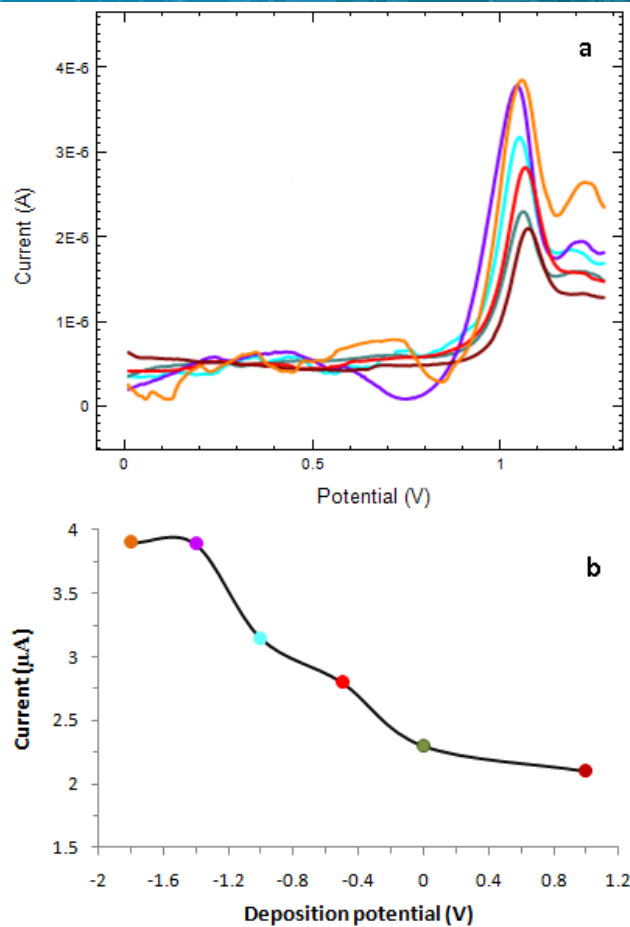 a
4E-6
3E-6
2E-6
1E-6
0
Current (A)
0 0.5 1
Potential (V)
b
4
3.5
3
2.5
2
1.5
Current (µA)
-2 -1.6 -1.2 -0.8 -0.4 0 0.4 0.8 1.2
Deposition potential (V)